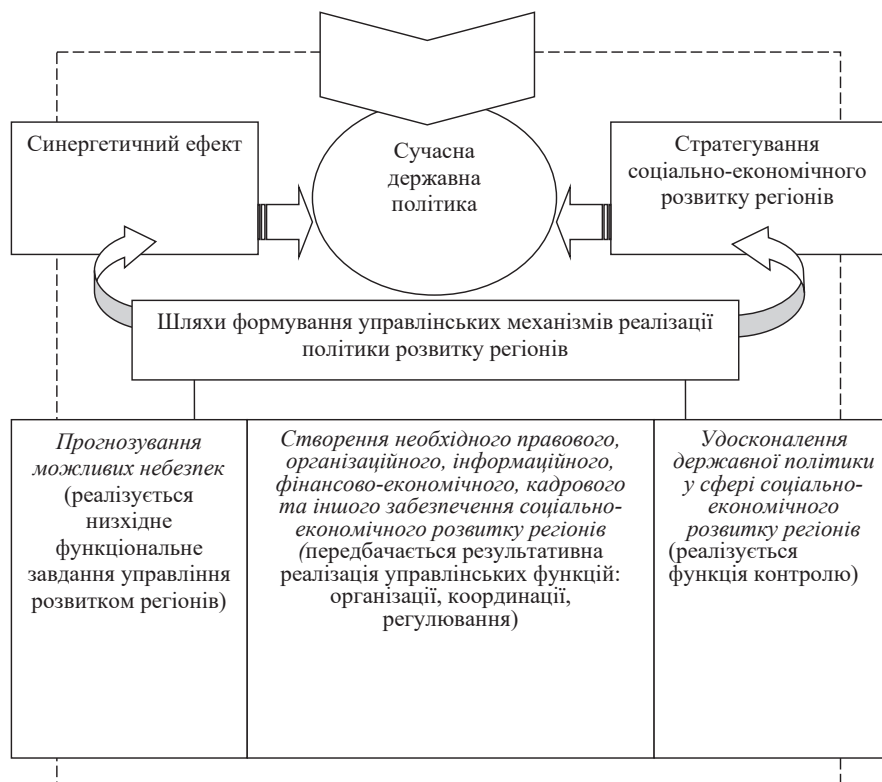 Синергетичний ефект
Сучасна
державна
політика
Стратегування
соціально-економічного
розвитку регіонів
Шляхи формування управлінських механізмів реалізації
політики розвитку регіонів
Прогнозування
можливих небезпек
(реалізується
низхідне
функціональне
завдання управління
розвитком регіонів)
Створення необхідного правового,
організаційного, інформаційного,
фінансово-економічного, кадрового
та іншого забезпечення соціально-
економічного розвитку регіонів
(передбачається результативна
реалізація управлінських функцій:
організації, координації,
регулювання)
Удосконалення
державної політики
у сфері соціально-
економічного
розвитку регіонів
(реалізується
функція контролю)